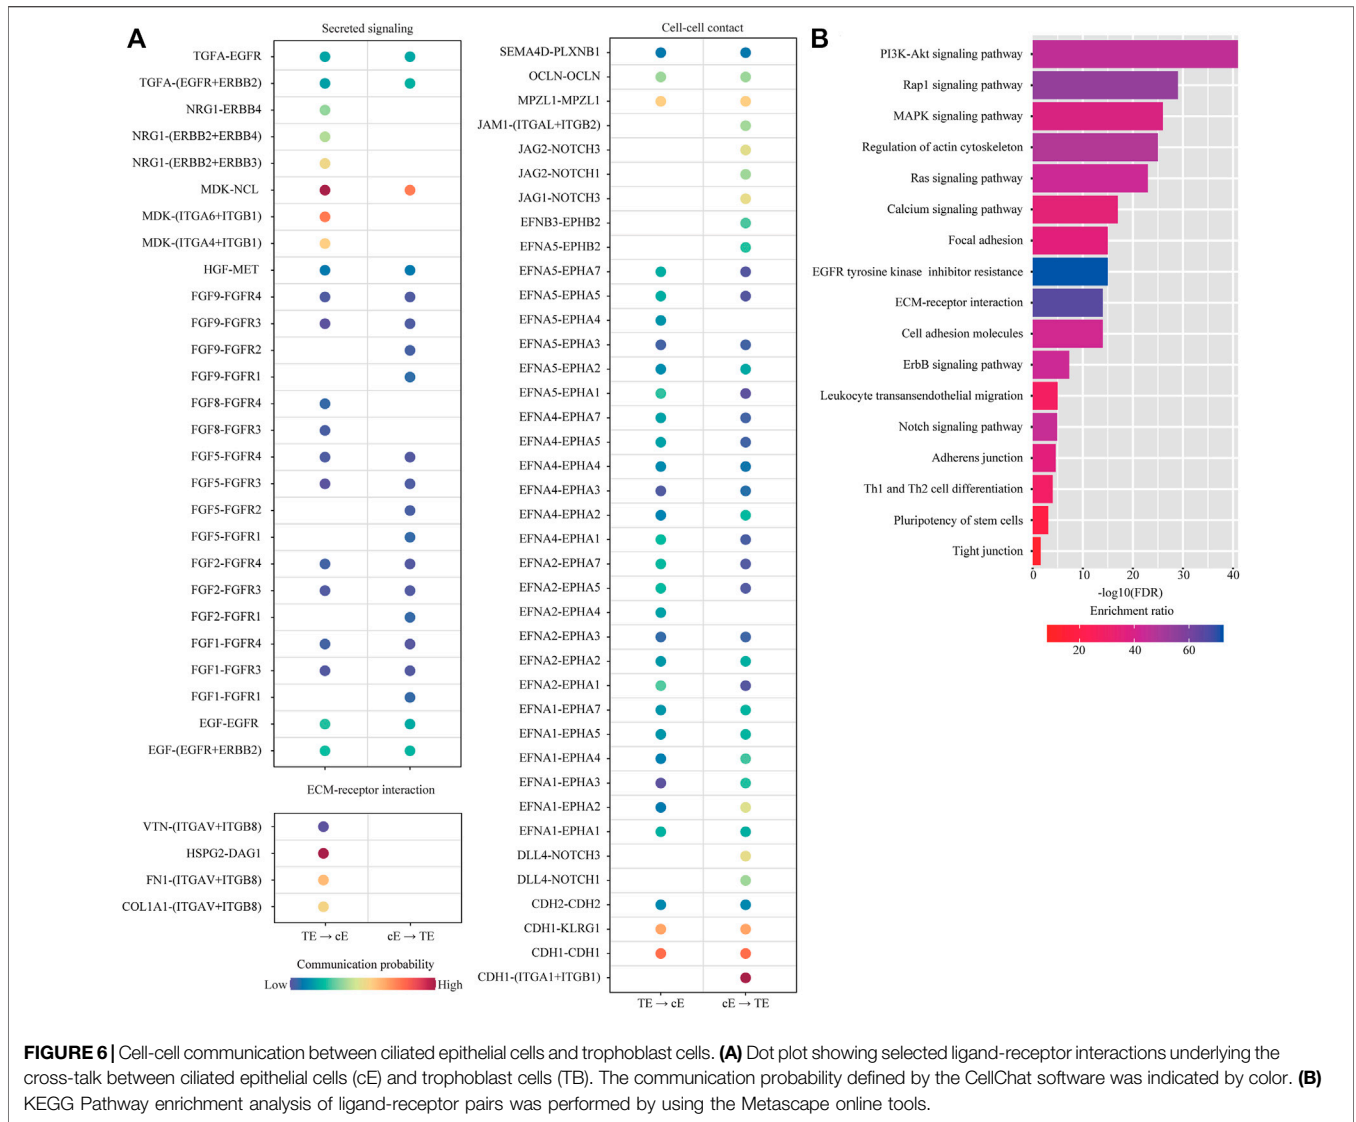 A
Secreted signaling
TGFA-EGFR
TGFA-(EGFR+ERBB2)
NRG1-ERBB4
NRG1-(ERBB2+ERBB4)
NRG1-(ERBB2+ERBB3)
MDK-NCL
MDK-(ITGA6+ITGB1)
MDK-(ITGA4+ITGB1)
HGF-MET
FGF9-FGFR4
FGF9-FGFR3
FGF9-FGFR2
FGF9-FGFR1
FGF8-FGFR4
FGF8-FGFR3
FGF5-FGFR4
FGF5-FGFR3
FGF5-FGFR2
FGF5-FGFR1
FGF2-FGFR4
FGF2-FGFR3
FGF2-FGFR1
FGF1-FGFR4
FGF1-FGFR3
FGF1-FGFR1
EGF-EGFR
EGF-(EGFR+ERBB2)
ECM-receptor interaction
VTN-(ITGAV+ITGB8)
HSPG2-DAG1
FN1-(ITGAV+ITGB8)
COL1A1-(ITGAV+ITGB8)
TE → cE cE → TE
Communication probability
Low High
Cell-cell contact
SEMA4D-PLXNB1
OCLN-OCLN
MPZL1-MPZL1
JAM1-(ITGAL+ITGB2)
JAG2-NOTCH3
JAG2-NOTCH1
JAG1-NOTCH3
EFNB3-EPHB2
EFNA5-EPHB2
EFNA5-EPHA7
EFNA5-EPHA5
EFNA5-EPHA4
EFNA5-EPHA3
EFNA5-EPHA2
EFNA5-EPHA1
EFNA4-EPHA7
EFNA4-EPHA5
EFNA4-EPHA4
EFNA4-EPHA3
EFNA4-EPHA2
EFNA4-EPHA1
EFNA2-EPHA7
EFNA2-EPHA5
EFNA2-EPHA4
EFNA2-EPHA3
EFNA2-EPHA2
EFNA2-EPHA1
EFNA1-EPHA7
EFNA1-EPHA5
EFNA1-EPHA4
EFNA1-EPHA3
EFNA1-EPHA2
EFNA1-EPHA1
DLL4-NOTCH3
DLL4-NOTCH1
CDH2-CDH2
CDH1-KLRG1
CDH1-CDH1
CDH1-(ITGA1+ITGB1)
TE → cE cE → TE
B
PI3K-Akt signaling pathway
Rap1 signaling pathway
MAPK signaling pathway
Regulation of actin cytoskeleton
Ras signaling pathway
Calcium signaling pathway
Focal adhesion
EGFR tyrosine kinase inhibitor resistance
ECM-receptor interaction
Cell adhesion molecules
ErbB signaling pathway
Leukocyte transansendothelial migration
Notch signaling pathway
Adherens junction
Th1 and Th2 cell differentiation
Pluripotency of stem cells
Tight junction
0 10 20 30 40
-log10(FDR)
Enrichment ratio
20 40 60
FIGURE 6 | Cell-cell communication between ciliated epithelial cells and trophoblast cells. (A) Dot plot showing selected ligand-receptor interactions underlying the
cross-talk between ciliated epithelial cells (cE) and trophoblast cells (TB). The communication probability defined by the CellChat software was indicated by color. (B)
KEGG Pathway enrichment analysis of ligand-receptor pairs was performed by using the Metascape online tools.